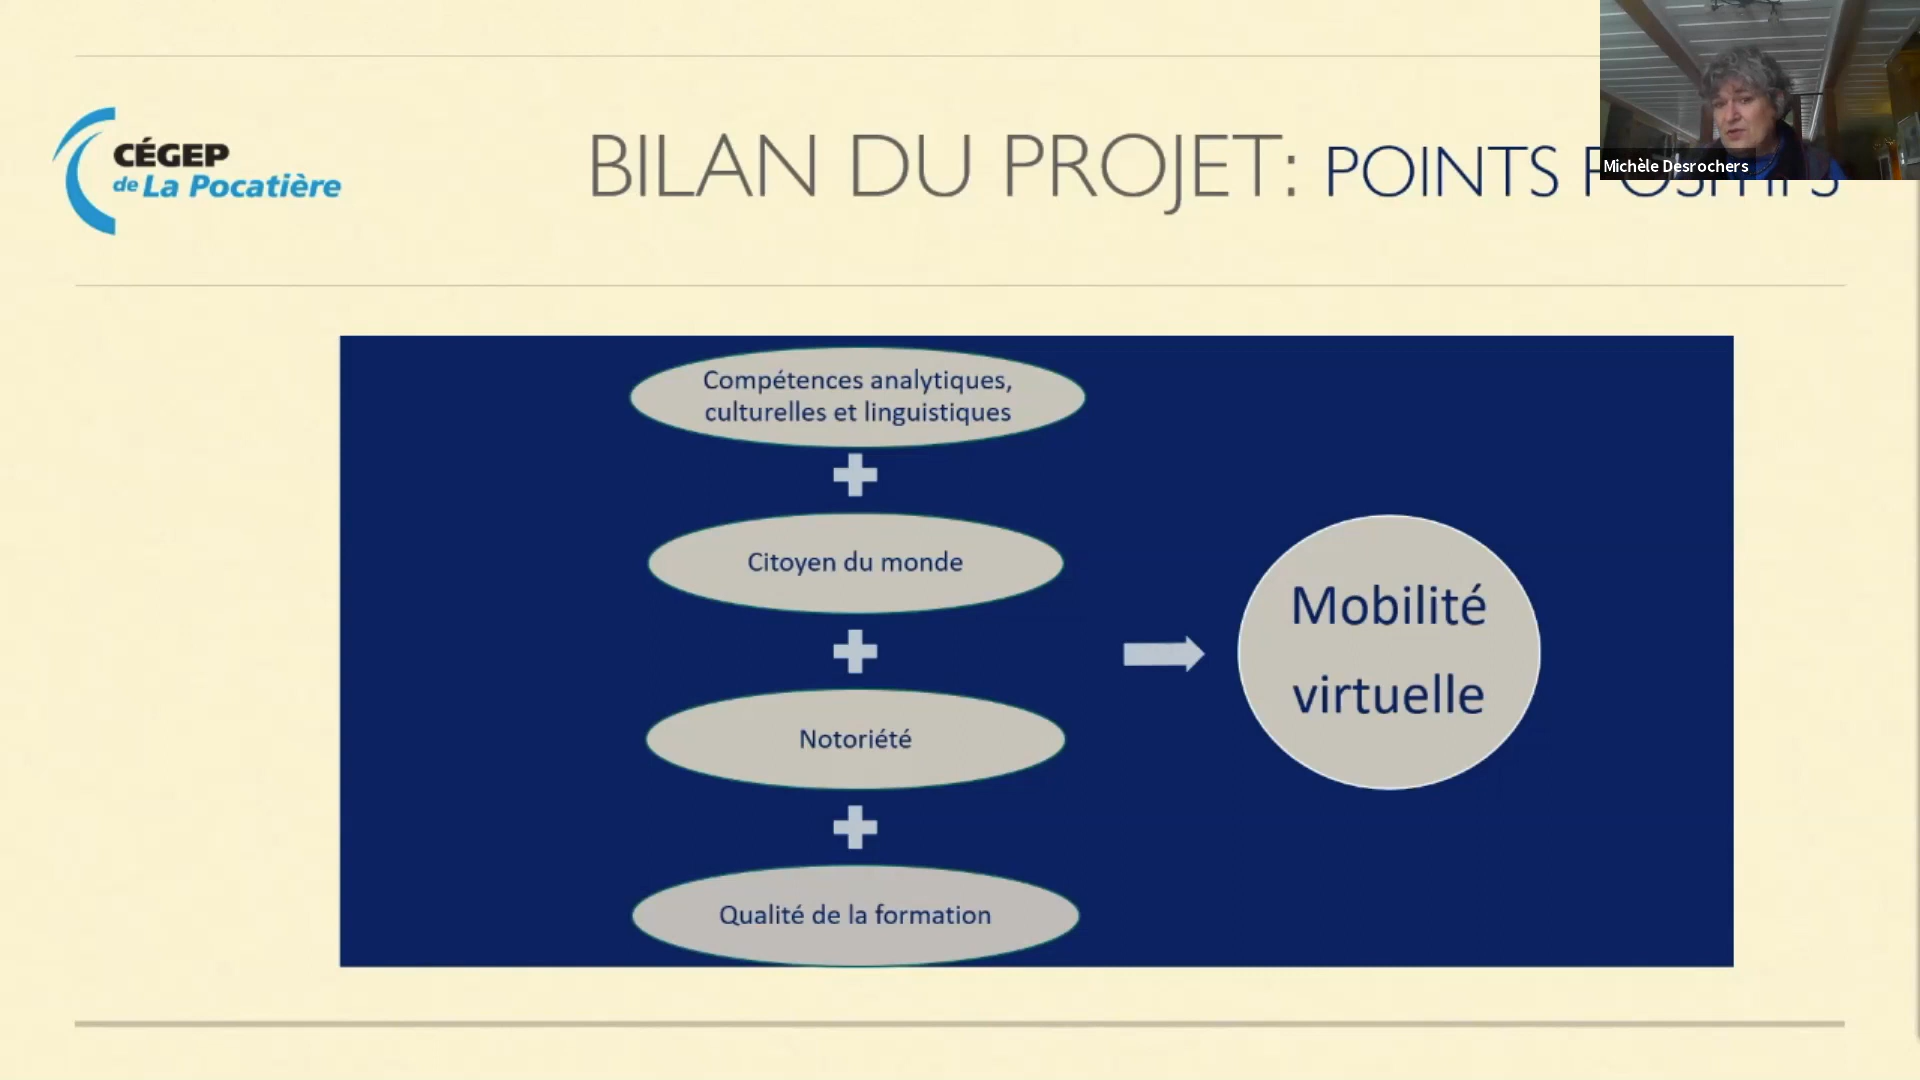 CÉGEP
de La Pocatière
BILAN DU PROJET: POINTS POSITIFS
Michèle Desrochers
Compétences analytiques,
culturelles et linguistiques
Citoyen du monde
Notoriété
Qualité de la formation
Mobilité
virtuelle